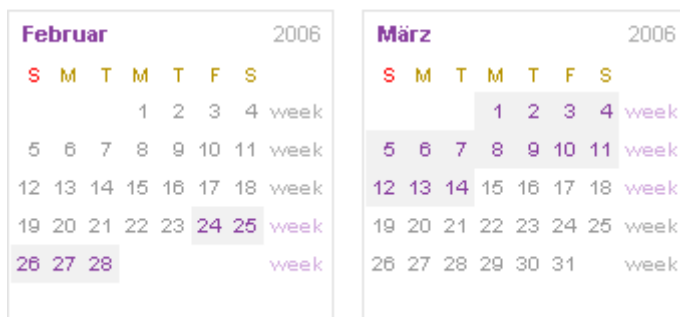 Februar 2006
S M T M T F S
1 2 3 4 week
5 6 7 8 9 10 11 week
12 13 14 15 16 17 18 week
19 20 21 22 23 24 25 week
26 27 28 week
März 2006
S M T M T F S
1 2 3 4 week
5 6 7 8 9 10 11 week
12 13 14 15 16 17 18 week
19 20 21 22 23 24 25 week
26 27 28 29 30 31 week